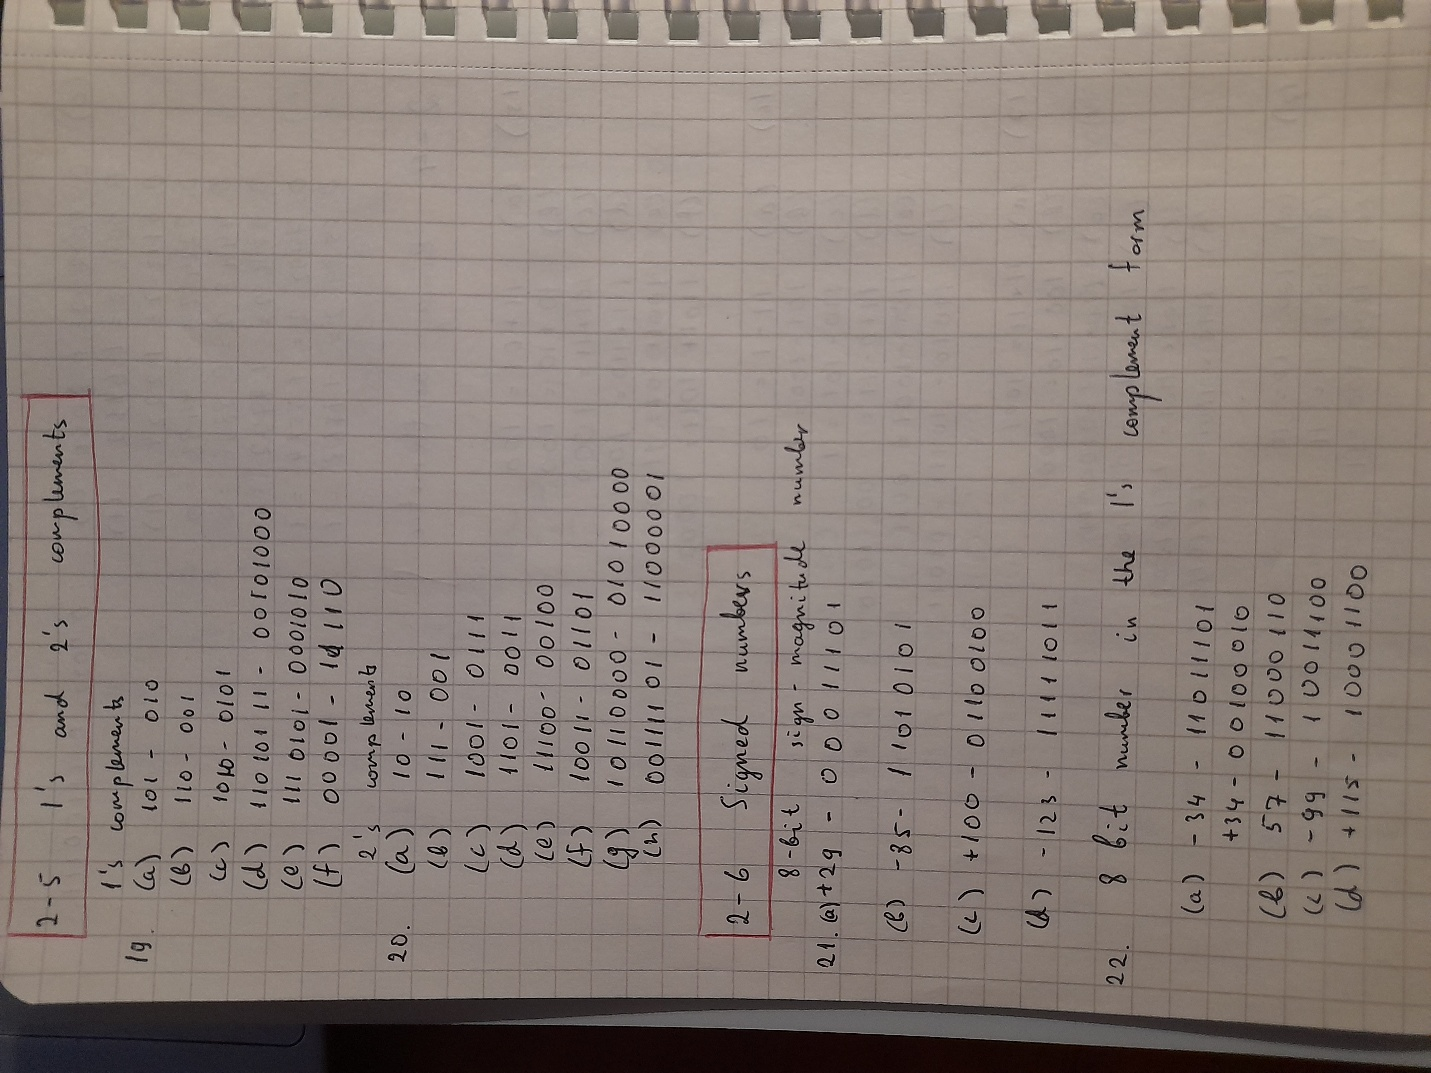 2-5 1's and 2's complements
19. 1's complements
(a) 101 - 010
(b) 110 - 001
(c) 1010 - 0101
(d) 11010111 - 00101000
(e) 1110101 - 0001010
(f) 00001 - 11110
20. 2's complements
(a) 10 - 10
(b) 111 - 001
(c) 1001 - 0111
(d) 1101 - 0011
(e) 11100 - 00100
(f) 10011 - 01101
(g) 10110000 - 01010000
(h) 00111101 - 11000001
2-6 Signed numbers
8-bit sign-magnitude number
21. (a) +29 - 00011101
(b) -85 - 11010101
(c) +100 - 01100100
(d) -123 - 11111011
22. 8 bit number in the 1's complement form
(a) -34 - 11011101
+34 - 00100010
(b) 57 - 11000110
(c) -99 - 10011100
(d) +115 - 10001100